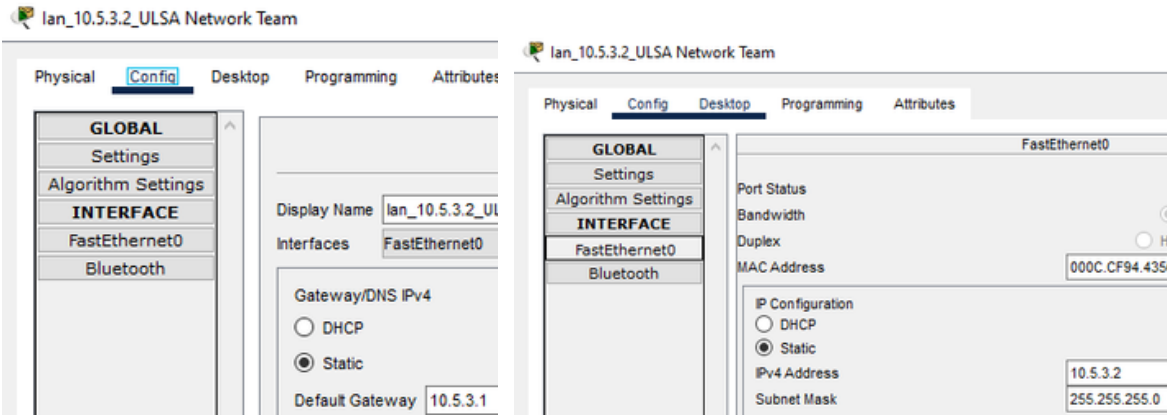 lan_10.5.3.2_ULSA Network Team
Physical Config Desktop Programming Attributes
GLOBAL
Settings
Algorithm Settings
INTERFACE
FastEthernet0
Bluetooth
Display Name lan_10.5.3.2_UL
Interfaces FastEthernet0
Gateway/DNS IPv4
DHCP
Static
Default Gateway 10.5.3.1
lan_10.5.3.2_ULSA Network Team
Physical Config Desktop Programming Attributes
GLOBAL
Settings
Algorithm Settings
INTERFACE
FastEthernet0
Bluetooth
FastEthernet0
Port Status
Bandwidth
Duplex H
MAC Address 000C.CF94.435
IP Configuration
DHCP
Static
IPv4 Address 10.5.3.2
Subnet Mask 255.255.255.0